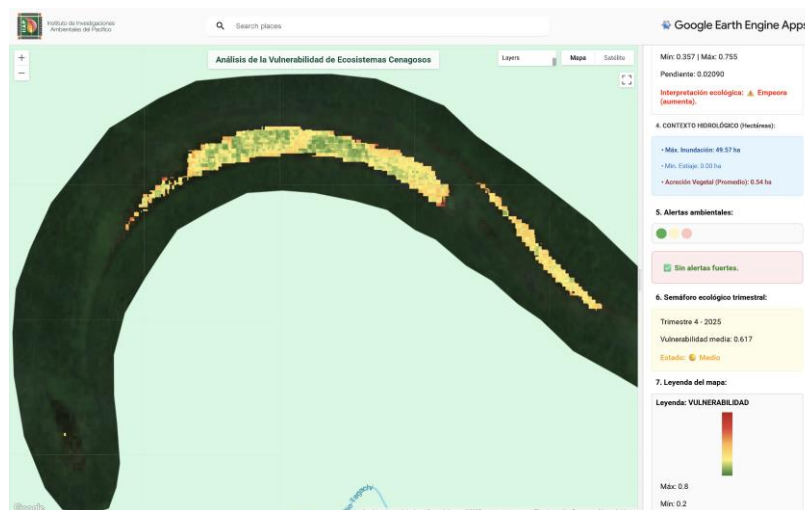 Instituto de Investigaciones
Ambientales del Pacífico
Search places
Google Earth Engine Apps
+
−
Análisis de la Vulnerabilidad de Ecosistemas Cenagosos
Layers
Mapa
Satélite
Mín: 0.357 | Máx: 0.755
Pendiente: 0.02090
Interpretación ecológica: ⚠ Empeora
(aumenta).
4. CONTEXTO HIDROLÓGICO (Hectáreas):
• Máx. Inundación: 49.57 ha
• Mín. Estiaje: 0.00 ha
• Acreción Vegetal (Promedio): 0.54 ha
5. Alertas ambientales:
✅ Sin alertas fuertes.
6. Semáforo ecológico trimestral:
Trimestre 4 - 2025
Vulnerabilidad media: 0.617
Estado: Medio
7. Leyenda del mapa:
Leyenda: VULNERABILIDAD
Máx: 0.8
Mín: 0.2
Google